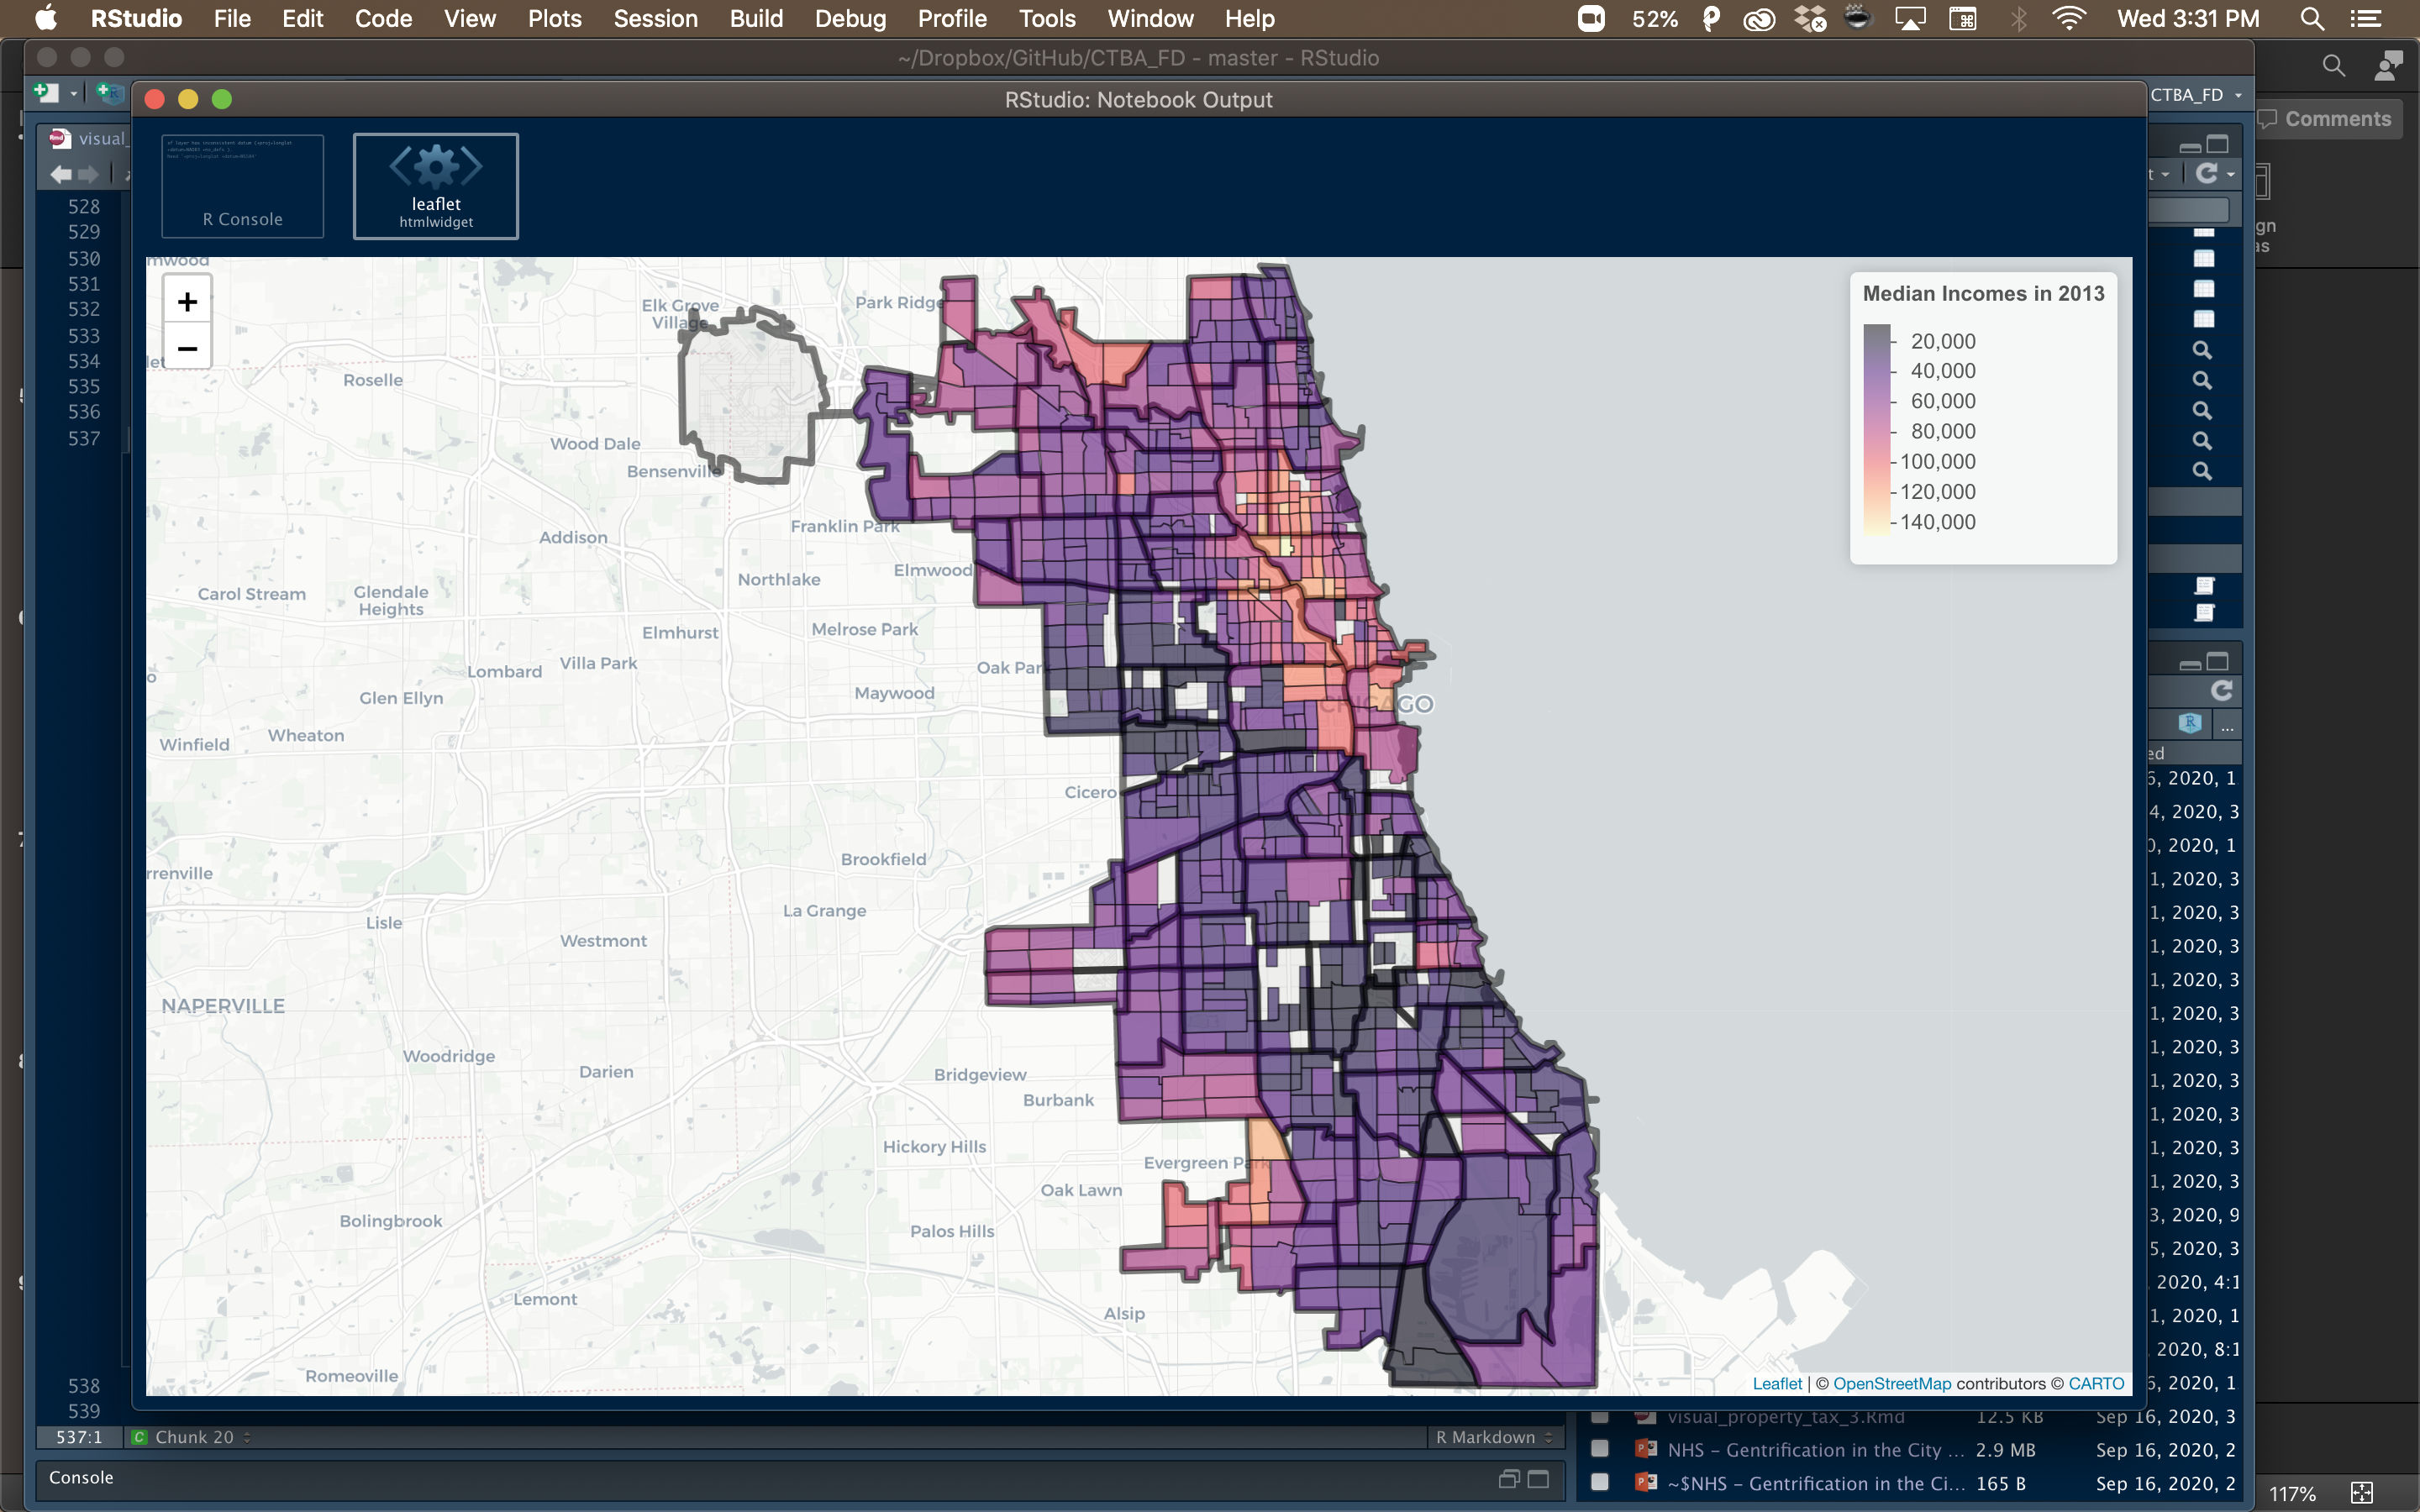 RStudio File Edit Code View Plots Session Build Debug Profile Tools Window Help 52% Wed 3:31 PM
~/Dropbox/GitHub/CTBA_FD - master - RStudio
CTBA_FD
RStudio: Notebook Output
Comments
visual_
R Console
leaflet
htmlwidget
528
529
530
531
532
533
534
535
536
537
538
539
+
−
Median Incomes in 2013
20,000
40,000
60,000
80,000
100,000
120,000
140,000
mwood
Elk Grove
Village
Park Ridge
Roselle
Wood Dale
Bensenville
Addison
Franklin Park
Northlake
Elmwood
Carol Stream
Glendale
Heights
Elmhurst
Melrose Park
Lombard
Villa Park
Oak Park
Glen Ellyn
Maywood
CHICAGO
Winfield
Wheaton
Cicero
Brookfield
rrenville
La Grange
Lisle
Westmont
NAPERVILLE
Woodridge
Darien
Bridgeview
Burbank
Hickory Hills
Evergreen Park
Oak Lawn
Bolingbrook
Palos Hills
Lemont
Alsip
Romeoville
Leaflet | © OpenStreetMap contributors © CARTO
ed
6, 2020, 1
4, 2020, 3
0, 2020, 1
1, 2020, 3
1, 2020, 3
1, 2020, 3
1, 2020, 3
1, 2020, 3
1, 2020, 3
1, 2020, 3
1, 2020, 3
1, 2020, 3
1, 2020, 3
3, 2020, 9
5, 2020, 3
2020, 4:1
1, 2020, 1
2020, 8:1
6, 2020, 1
visual_property_tax_3.Rmd 12.5 KB Sep 16, 2020, 3
NHS – Gentrification in the City ... 2.9 MB Sep 16, 2020, 2
~$NHS – Gentrification in the Ci... 165 B Sep 16, 2020, 2
537:1 C Chunk 20 R Markdown
Console
117%